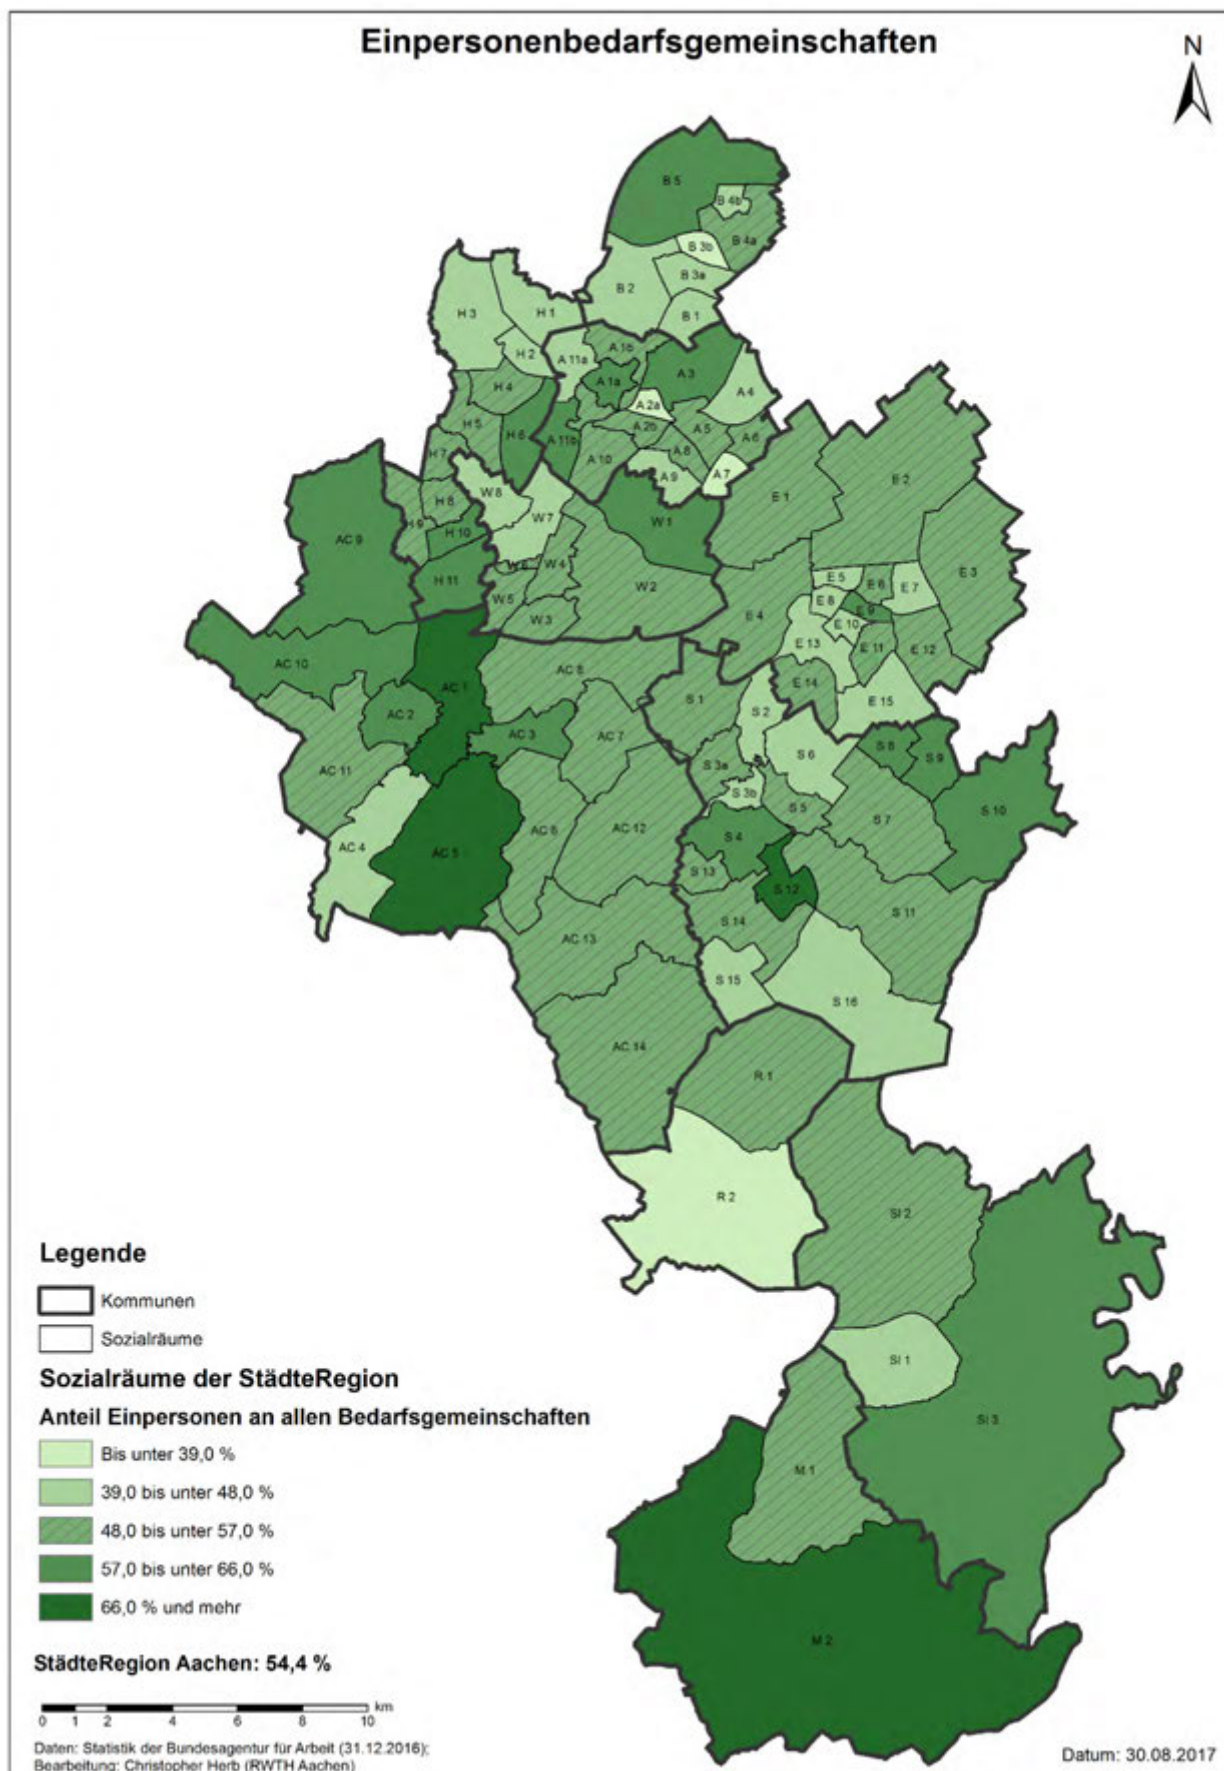 Einpersonenbedarfsgemeinschaften
N
B 5
B 4b
B 4a
B 3b
B 3a
B 2
B 1
H 3
H 1
H 2
A 11a
A 1b
A 1a
A 3
A 4
A 2a
H 4
H 5
H 6
A 11b
A 2b
A 5
A 6
A 8
A 10
A 9
A 7
H 7
W 8
H 8
W 7
H 9
H 10
W 1
E 1
E 2
AC 9
H 11
W 6
W 4
W 5
W 2
W 3
E 5
E 6
E 7
E 3
E 8
E 9
E 10
E 4
E 13
E 11
E 12
E 14
E 15
AC 10
AC 1
AC 8
AC 2
AC 3
AC 7
AC 11
S 1
S 2
S 6
S 3a
S 3b
S 5
S 8
S 9
S 7
S 10
AC 4
AC 5
AC 6
AC 12
S 4
S 13
S 12
S 11
S 14
AC 13
S 15
S 16
AC 14
R 1
R 2
SI 2
SI 1
SI 3
M 1
M 2
Legende
Kommunen
Sozialräume
Sozialräume der StädteRegion
Anteil Einpersonen an allen Bedarfsgemeinschaften
Bis unter 39,0 %
39,0 bis unter 48,0 %
48,0 bis unter 57,0 %
57,0 bis unter 66,0 %
66,0 % und mehr
StädteRegion Aachen: 54,4 %
km
0 1 2 4 6 8 10
Daten: Statistik der Bundesagentur für Arbeit (31.12.2016);
Bearbeitung: Christopher Herb (RWTH Aachen)
Datum: 30.08.2017